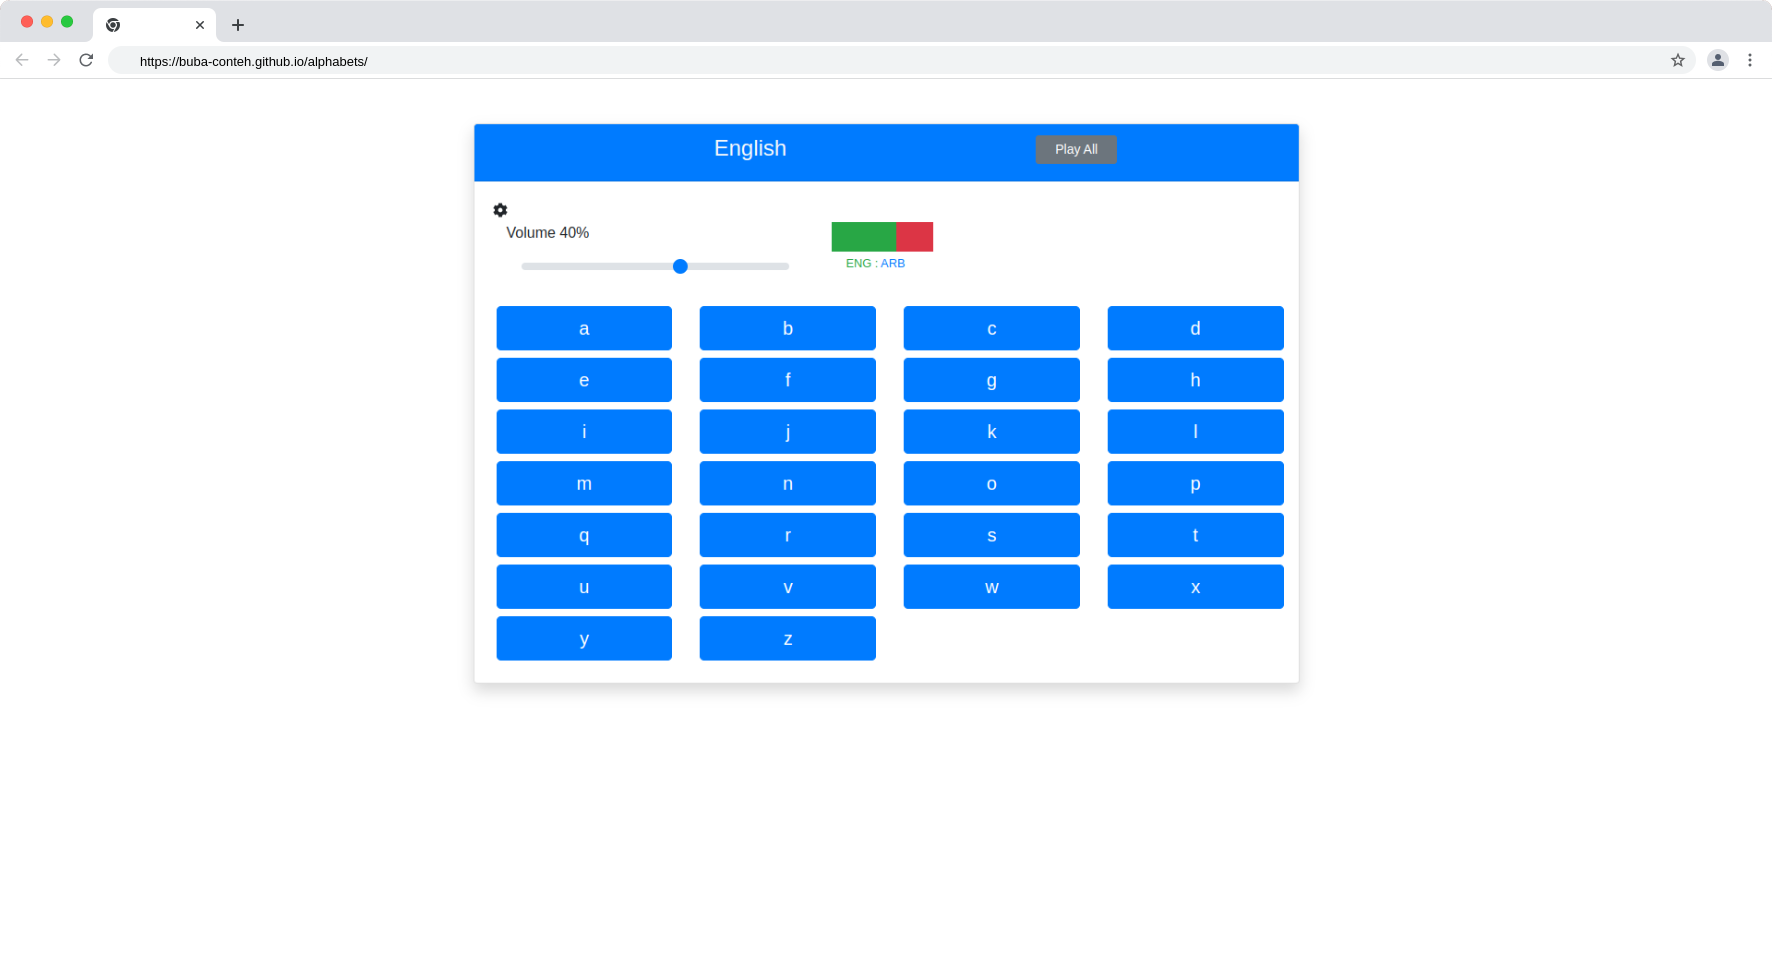 https://buba-conteh.github.io/alphabets/
English
Play All
Volume 40%
ENG : ARB
a b c d
e f g h
i j k l
m n o p
q r s t
u v w x
y z